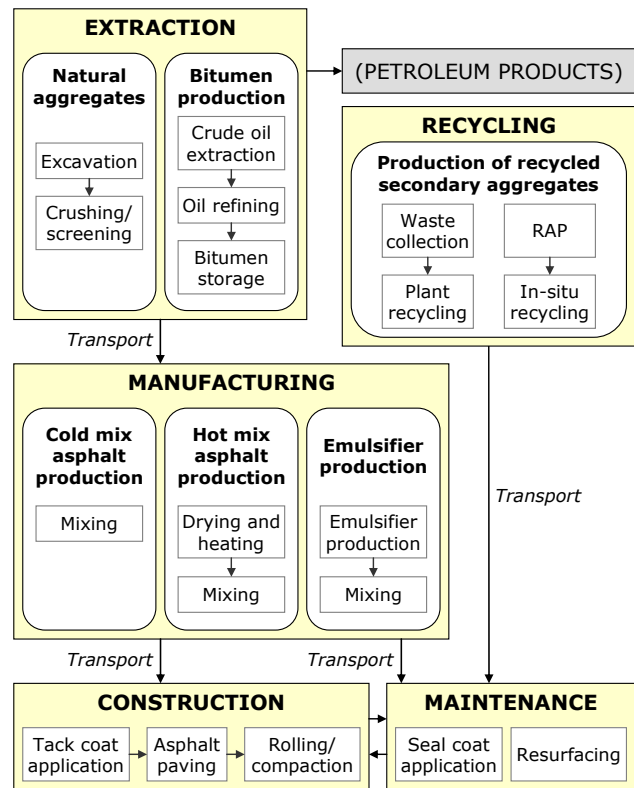 EXTRACTION
Natural
aggregates
Excavation
Crushing/
screening
Bitumen
production
Crude oil
extraction
Oil refining
Bitumen
storage
(PETROLEUM PRODUCTS)
RECYCLING
Production of recycled
secondary aggregates
Waste
collection
Plant
recycling
RAP
In-situ
recycling
Transport
MANUFACTURING
Cold mix
asphalt
production
Mixing
Hot mix
asphalt
production
Drying and
heating
Mixing
Emulsifier
production
Emulsifier
production
Mixing
Transport
Transport
Transport
CONSTRUCTION
Tack coat
application
Asphalt
paving
Rolling/
compaction
MAINTENANCE
Seal coat
application
Resurfacing